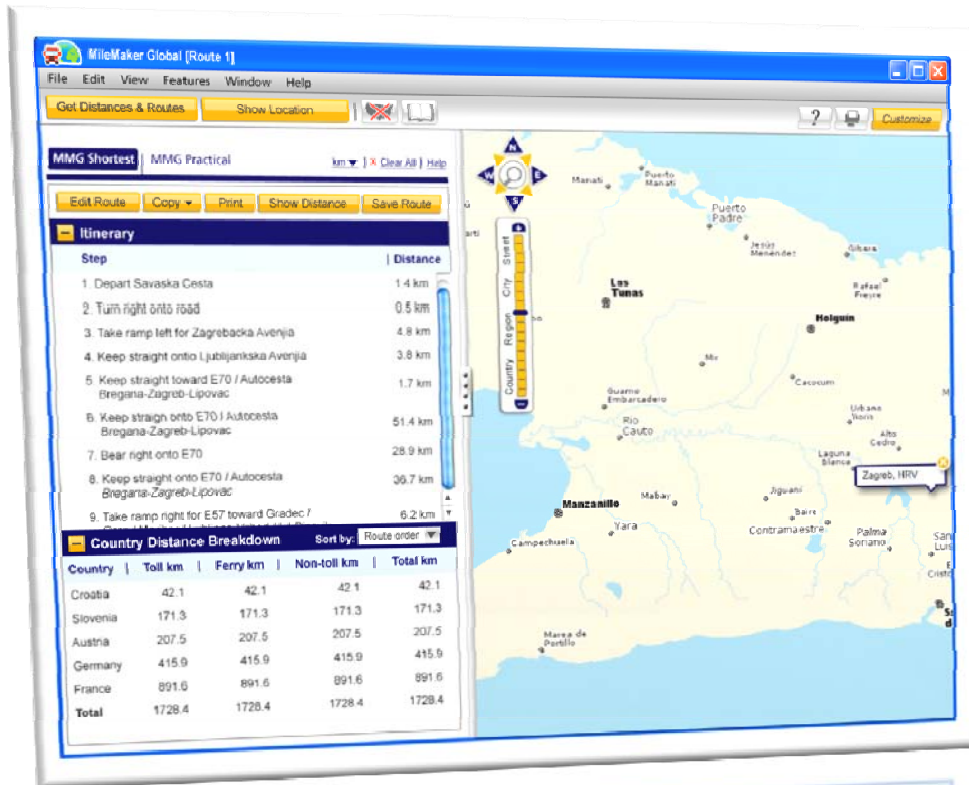 MileMaker Global [Route 1]
File Edit View Features Window Help
Get Distances & Routes Show Location ? Customize
MMG Shortest MMG Practical km | X Clear All | Help
Edit Route Copy Print Show Distance Save Route
Itinerary
Step | Distance
1. Depart Savaska Cesta 1.4 km
2. Turn right onto road 0.5 km
3. Take ramp left for Zagrebacka Avenjia 4.8 km
4. Keep straight ontio Ljubljankska Avenjia 3.8 km
5. Keep straight toward E70 / Autocesta 1.7 km
Bregana-Zagreb-Lipovac
6. Keep straign onto E70 / Autocesta 51.4 km
Bregana-Zagreb-Lipovac
7. Bear right onto E70 28.9 km
8. Keep straight onto E70 / Autocesta 36.7 km
Bregana-Zagreb-Lipovac
9. Take ramp right for E57 toward Gradec / 6.2 km
Country Distance Breakdown Sort by: Route order
Country | Toll km | Ferry km | Non-toll km | Total km
Croatia 42.1 42.1 42.1 42.1
Slovenia 171.3 171.3 171.3 171.3
Austria 207.5 207.5 207.5 207.5
Germany 415.9 415.9 415.9 415.9
France 891.6 891.6 891.6 891.6
Total 1728.4 1728.4 1728.4 1728.4
N
W E
S
Street
City
Region
Country
Manati
Puerto
Manati
Puerto
Padre
Jesús
Menéndez
Gibara
Rafael
Freyre
Las
Tunas
Holguin
Mir
Cacocum
Guamo
Embarcadero
Rio
Cauto
Urbano
Noris
Alto
Cedro
Laguna
Blanca
Zagreb, HRV
Manzanillo
Mabay
Jiguani
Baire
Contramaestre
Yara
Campechuela
Palma
Soriano
San
Luis
Marea de
Portillo